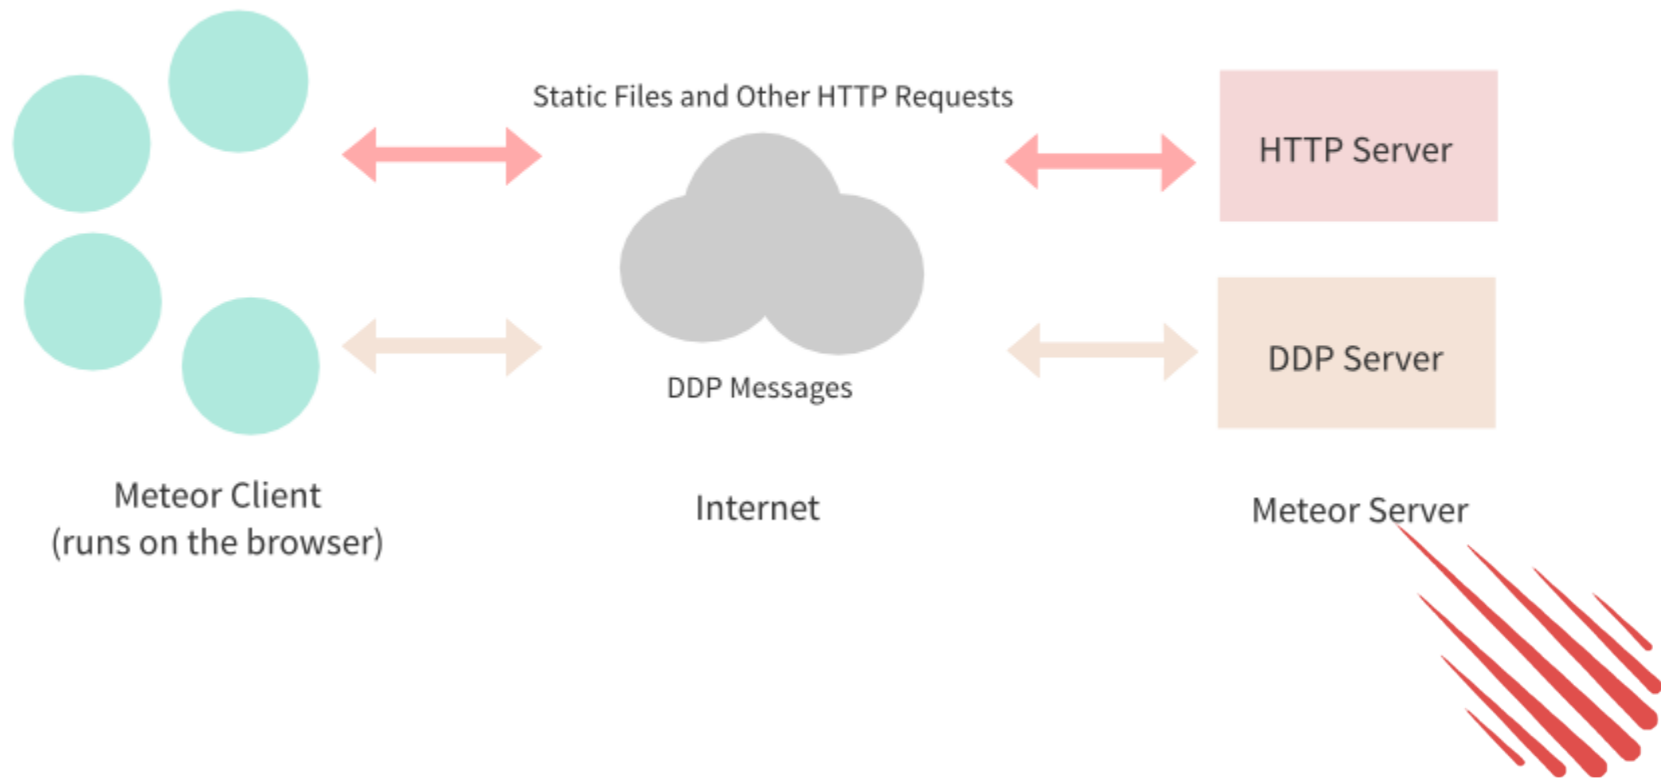 Static Files and Other HTTP Requests
HTTP Server
DDP Server
DDP Messages
Meteor Client
(runs on the browser)
Internet
Meteor Server